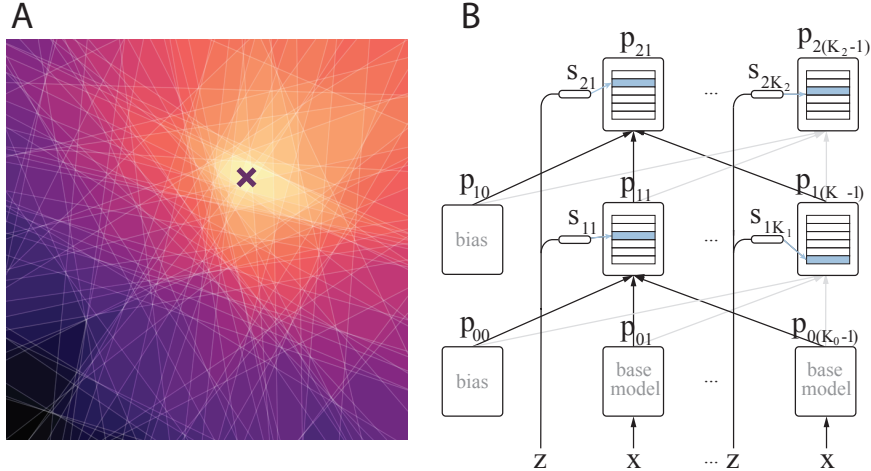 A
B
p21
p2(K2-1)
s21
s2K2
...
p10
p11
p1(K -1)
bias
s11
s1K1
...
p00
p01
p0(K0-1)
bias
base
model
...
base
model
z
x
...
z
x